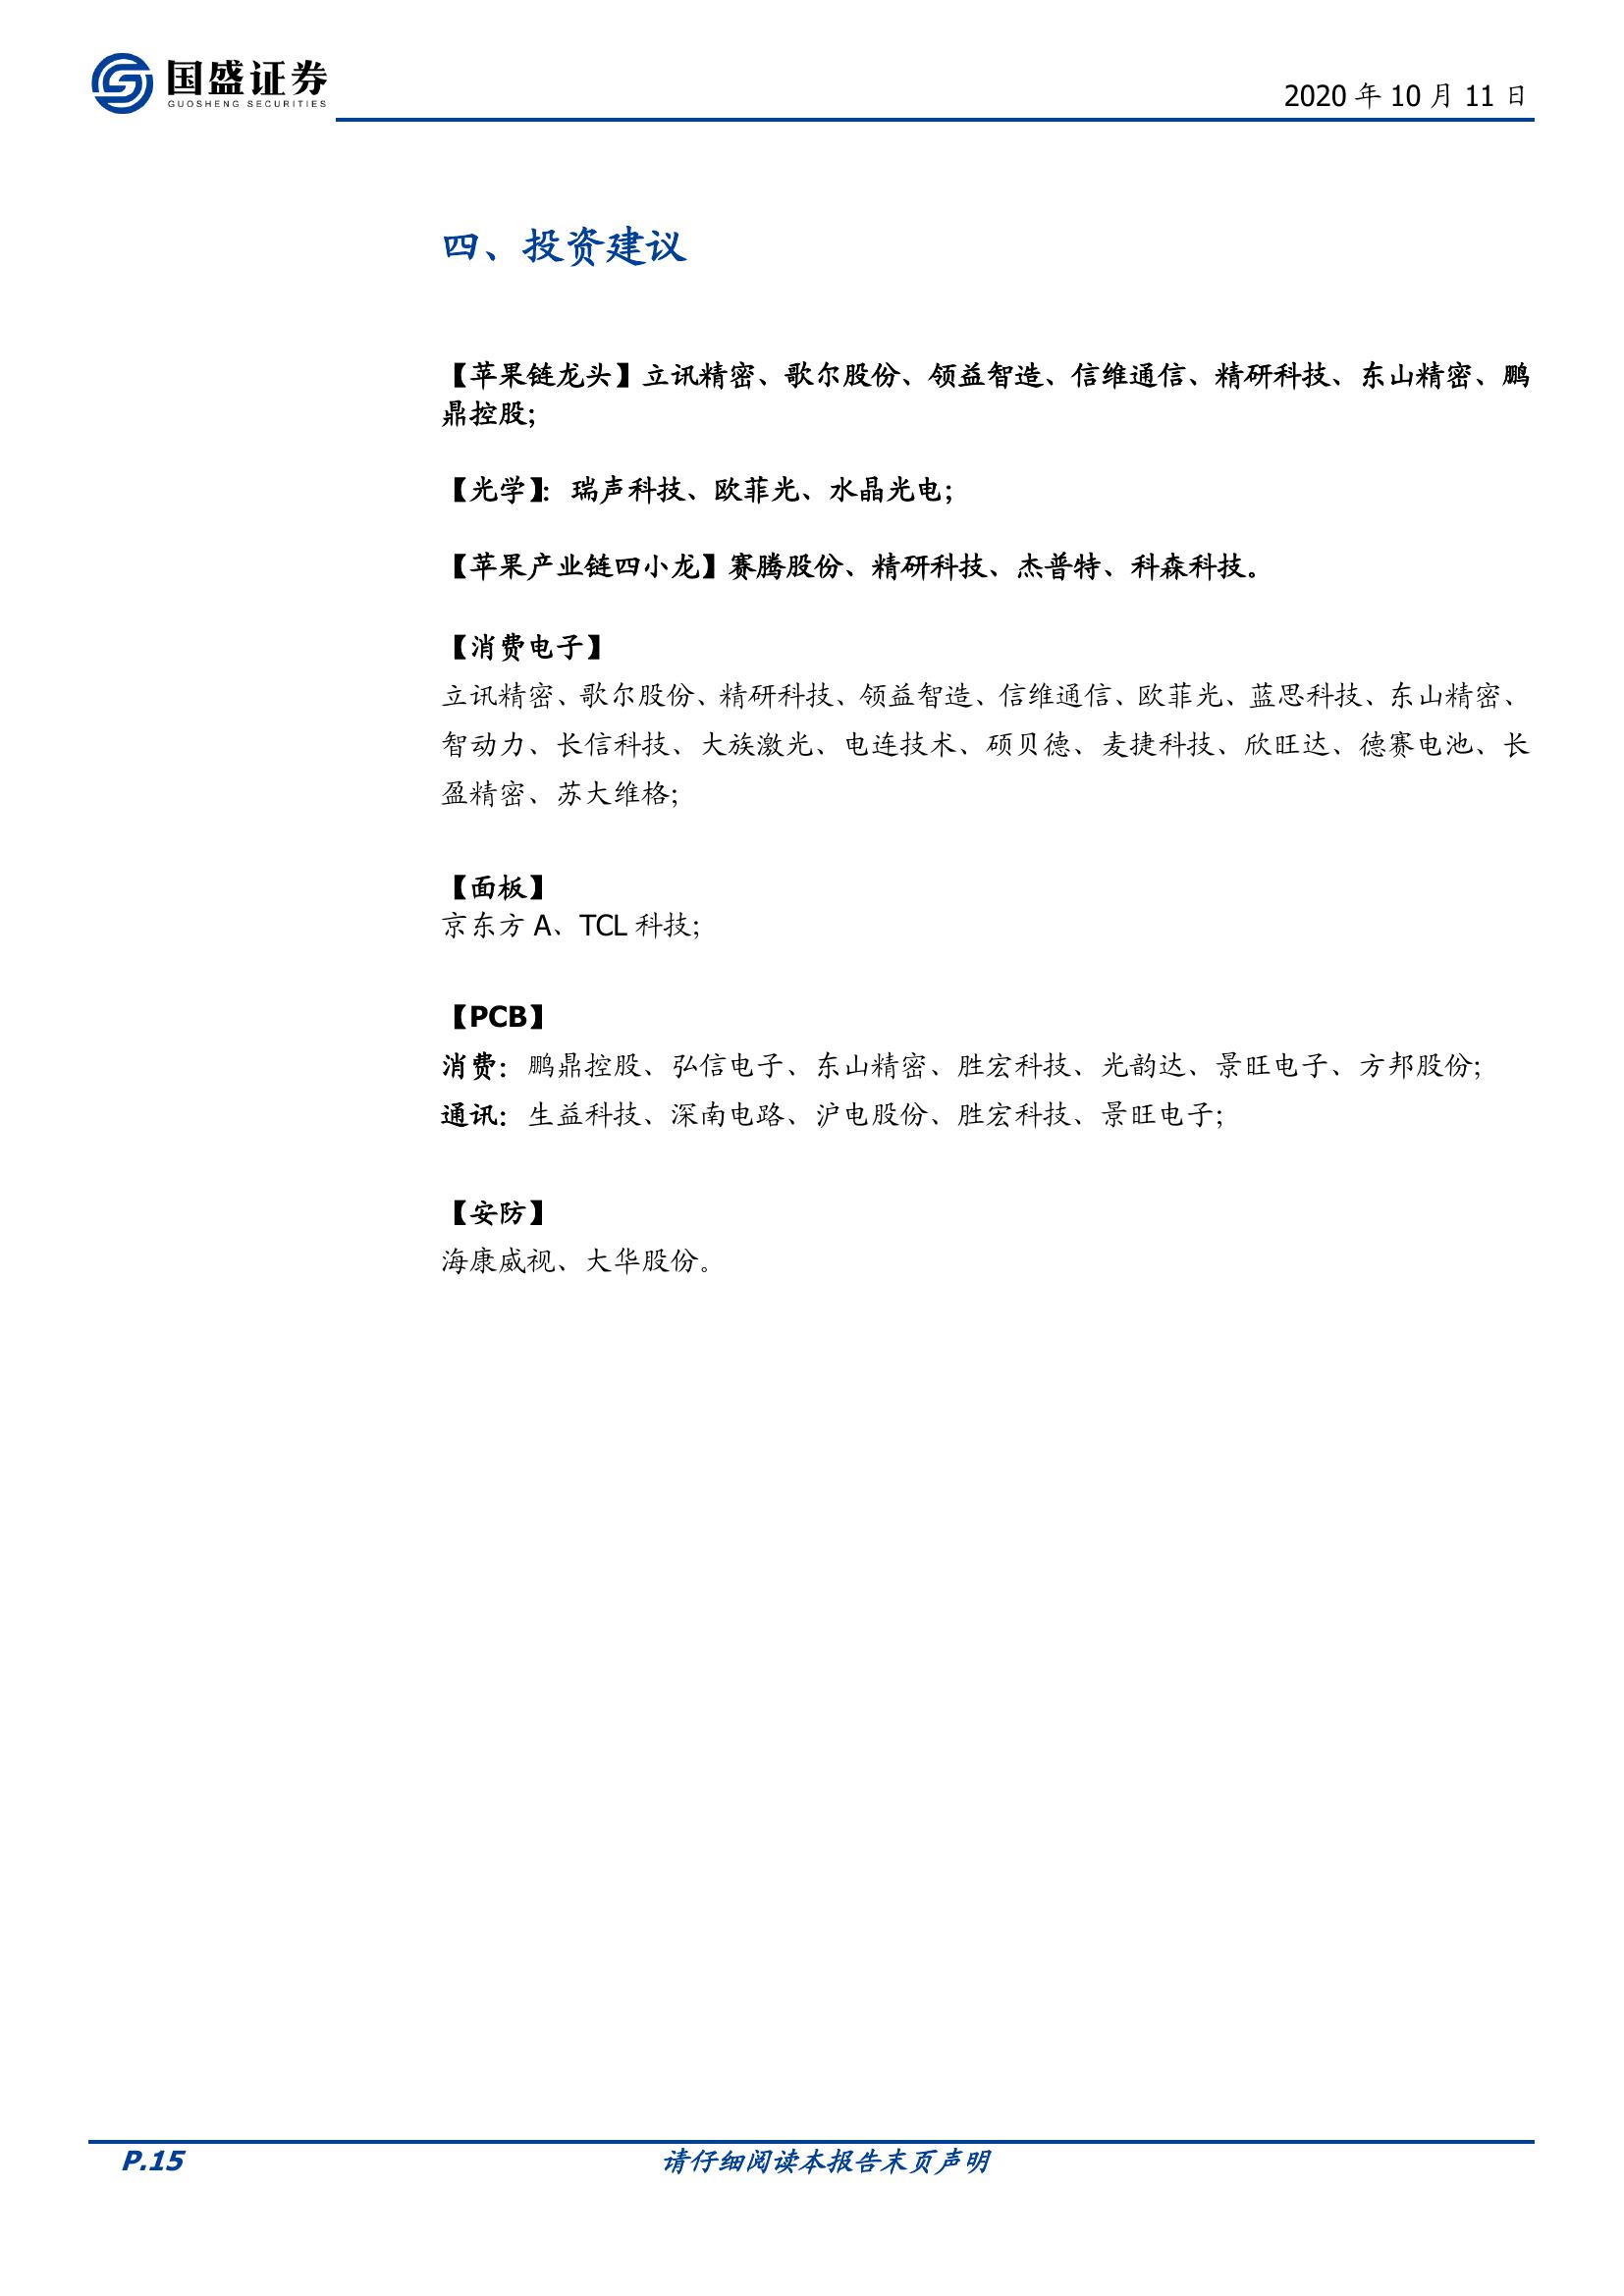 国盛证券
GUOSHENG SECURITIES
2020 年 10 月 11 日
四、投资建议
【苹果链龙头】立讯精密、歌尔股份、领益智造、信维通信、精研科技、东山精密、鹏
鼎控股；
【光学】：瑞声科技、欧菲光、水晶光电；
【苹果产业链四小龙】赛腾股份、精研科技、杰普特、科森科技。
【消费电子】
立讯精密、歌尔股份、精研科技、领益智造、信维通信、欧菲光、蓝思科技、东山精密、
智动力、长信科技、大族激光、电连技术、硕贝德、麦捷科技、欣旺达、德赛电池、长
盈精密、苏大维格；
【面板】
京东方 A、TCL 科技；
【PCB】
消费：鹏鼎控股、弘信电子、东山精密、胜宏科技、光韵达、景旺电子、方邦股份；
通讯：生益科技、深南电路、沪电股份、胜宏科技、景旺电子；
【安防】
海康威视、大华股份。
P.15
请仔细阅读本报告末页声明